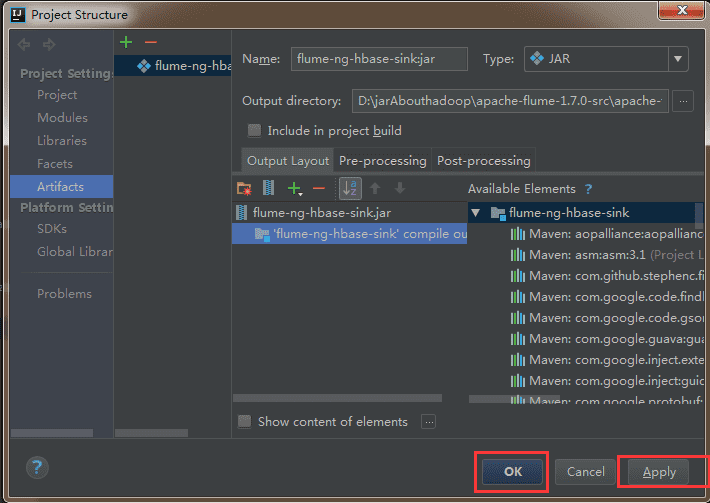 Project Structure
Project Settings
Project
Modules
Libraries
Facets
Artifacts
Platform Settin
SDKs
Global Librar
Problems
flume-ng-hba
Name: flume-ng-hbase-sink:jar Type: JAR
Output directory: D:\jarAbouthadoop\apache-flume-1.7.0-src\apache-
Include in project build
Output Layout Pre-processing Post-processing
Available Elements ?
flume-ng-hbase-sink.jar
'flume-ng-hbase-sink' compile ou
flume-ng-hbase-sink
Maven: aopalliance:aopallianc
Maven: asm:asm:3.1 (Project L
Maven: com.github.stephenc.fi
Maven: com.google.code.findl
Maven: com.google.code.gsor
Maven: com.google.guava:gua
Maven: com.google.inject.exte
Maven: com.google.inject:guic
Maven: com.google.protobuf:
Show content of elements ...
? OK Cancel Apply